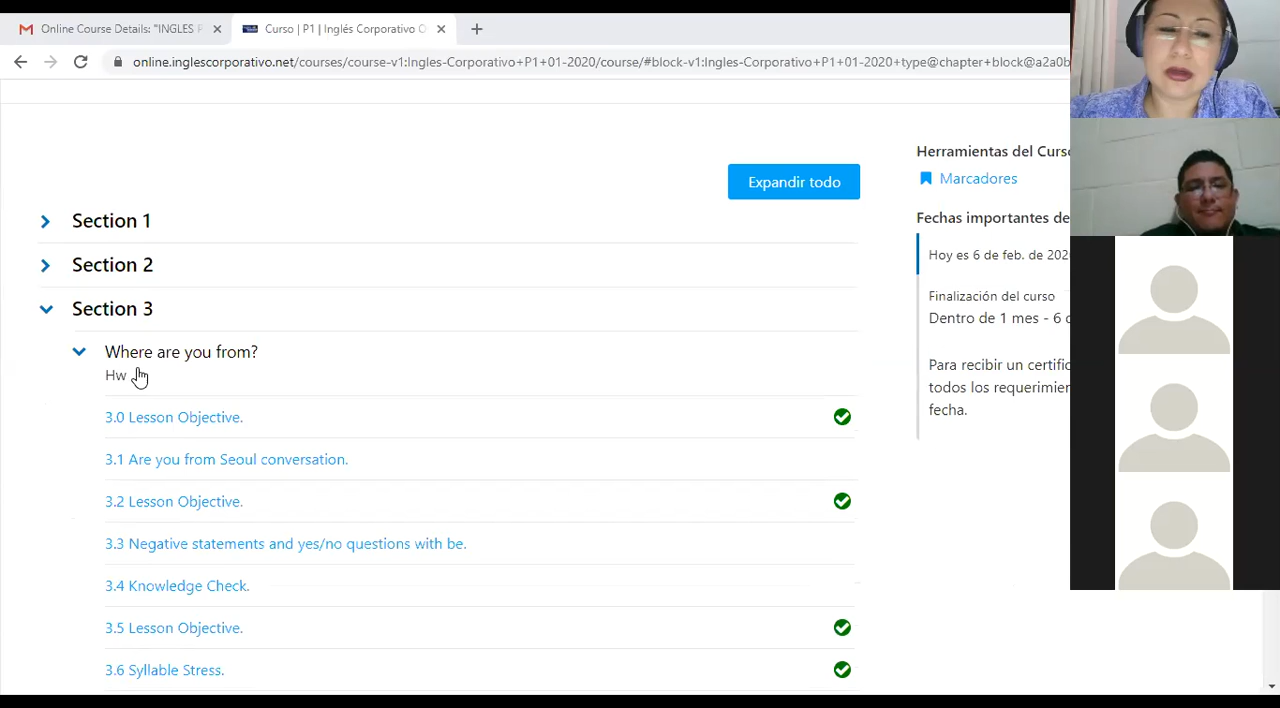 Online Course Details: "INGLES P
Curso | P1 | Inglés Corporativo O
online.inglescorporativo.net/courses/course-v1:Ingles-Corporativo+P1+01-2020/course/#block-v1:Ingles-Corporativo+P1+01-2020+type@chapter+block@a2a0b
Expandir todo
Section 1
Section 2
Section 3
Where are you from?
Hw
3.0 Lesson Objective.
3.1 Are you from Seoul conversation.
3.2 Lesson Objective.
3.3 Negative statements and yes/no questions with be.
3.4 Knowledge Check.
3.5 Lesson Objective.
3.6 Syllable Stress.
Herramientas del Curso
Marcadores
Fechas importantes de
Hoy es 6 de feb. de 202
Finalización del curso
Dentro de 1 mes - 6 d
Para recibir un certific
todos los requerimie
fecha.